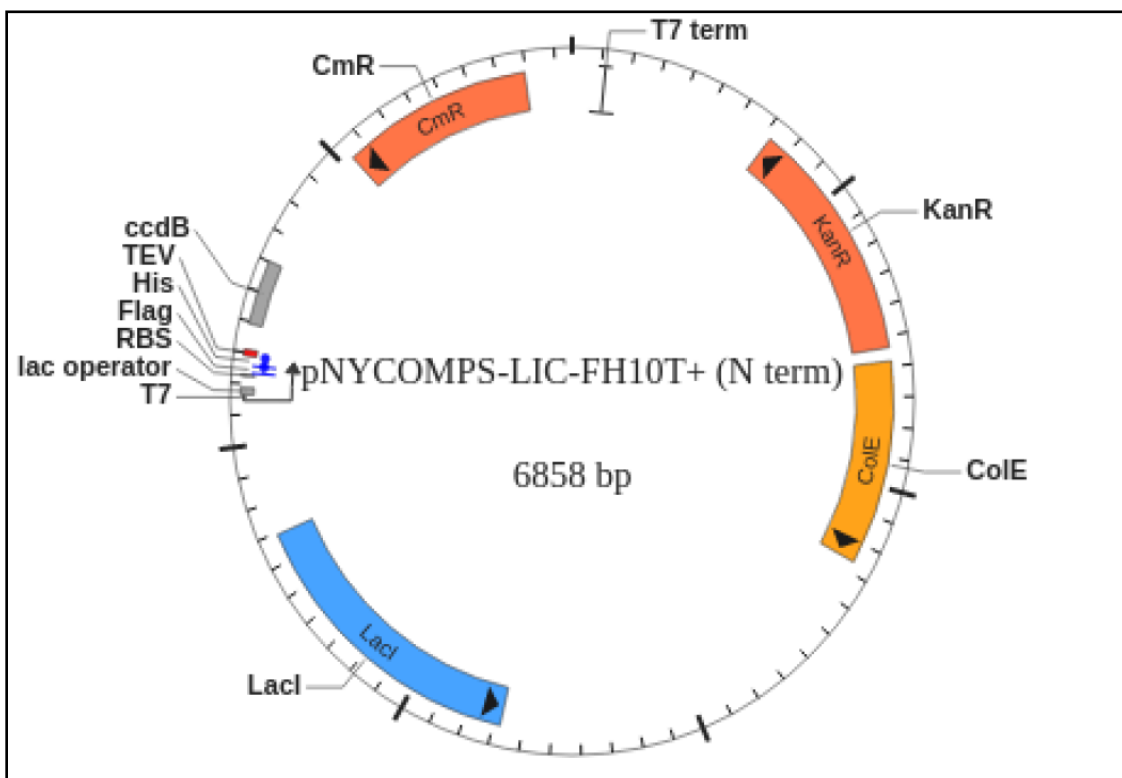 T7 term
CmR
CmR
KanR
KanR
ccdB
TEV
His
Flag
RBS
lac operator
T7
pNYCOMPS-LIC-FH10T+ (N term)
6858 bp
ColE
ColE
LacI
LacI